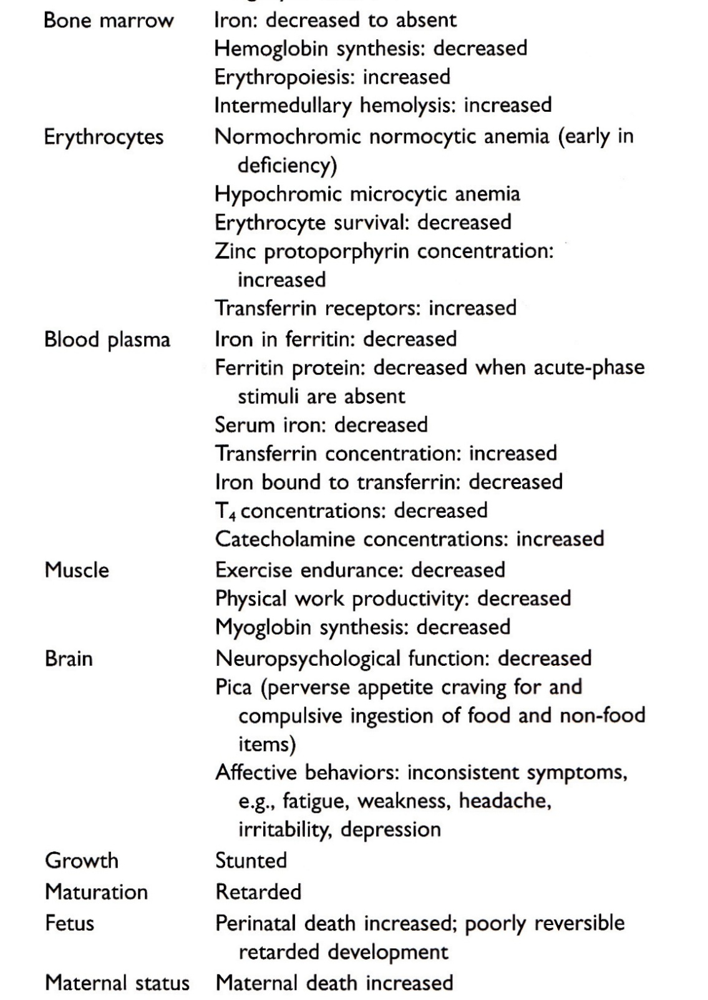 Bone marrow Iron: decreased to absent
Hemoglobin synthesis: decreased
Erythropoiesis: increased
Intermedullary hemolysis: increased
Erythrocytes Normochromic normocytic anemia (early in
deficiency)
Hypochromic microcytic anemia
Erythrocyte survival: decreased
Zinc protoporphyrin concentration:
increased
Transferrin receptors: increased
Blood plasma Iron in ferritin: decreased
Ferritin protein: decreased when acute-phase
stimuli are absent
Serum iron: decreased
Transferrin concentration: increased
Iron bound to transferrin: decreased
T₄ concentrations: decreased
Catecholamine concentrations: increased
Muscle Exercise endurance: decreased
Physical work productivity: decreased
Myoglobin synthesis: decreased
Brain Neuropsychological function: decreased
Pica (perverse appetite craving for and
compulsive ingestion of food and non-food
items)
Affective behaviors: inconsistent symptoms,
e.g., fatigue, weakness, headache,
irritability, depression
Growth Stunted
Maturation Retarded
Fetus Perinatal death increased; poorly reversible
retarded development
Maternal status Maternal death increased